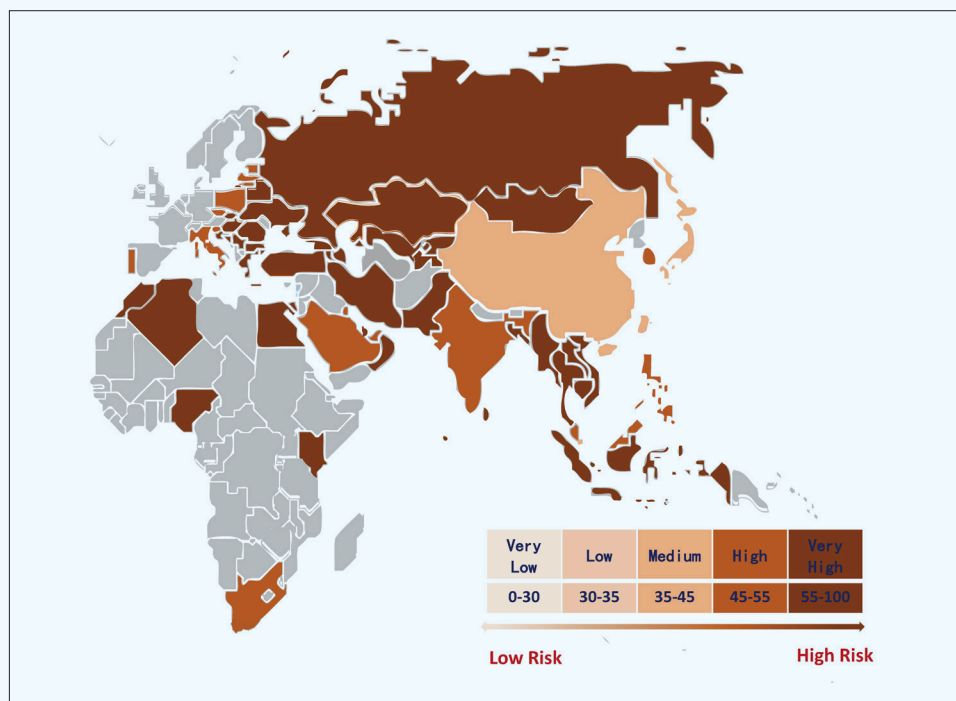 Very Low
Low
Medium
High
Very High
0-30
30-35
35-45
45-55
55-100
Low Risk
High Risk